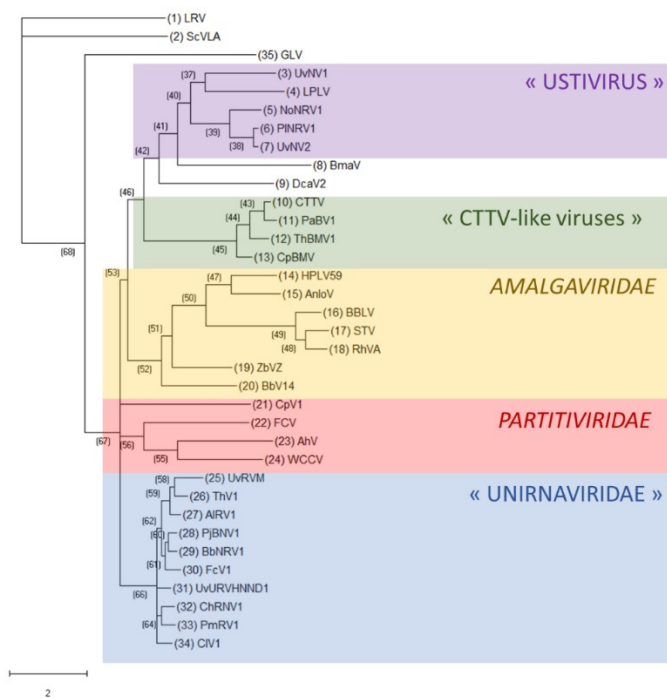 (1) LRV
(2) ScVLA
(35) GLV
(37)
(3) UvNV1
« USTIVIRUS »
(4) LPLV
(40)
(5) NoNRV1
(39)
(6) PlNRV1
(41)
(38)
(7) UvNV2
(42)
(8) BmaV
(9) DcaV2
(46)
(43)
(10) CTTV
(44)
(11) PaBV1
« CTTV-like viruses »
(12) ThBMV1
(45)
(68)
(13) CpBMV
(53)
(47)
(14) HPLV59
AMALGAVIRIDAE
(15) AnloV
(50)
(16) BBLV
(51)
(49)
(17) STV
(48)
(18) RhVA
(52)
(19) ZbVZ
(20) BbV14
(21) CpV1
PARTITIVIRIDAE
(22) FCV
(67)
(56)
(23) AhV
(55)
(24) WCCV
(58)
(25) UvRVM
« UNIRNAVIRIDAE »
(59)
(26) ThV1
(62)
(27) AlRV1
(28) PjBNV1
(29) BbNRV1
(61)
(30) FcV1
(31) UvURVHNND1
(66)
(32) ChRNV1
(64)
(33) PmRV1
(34) ClV1
2